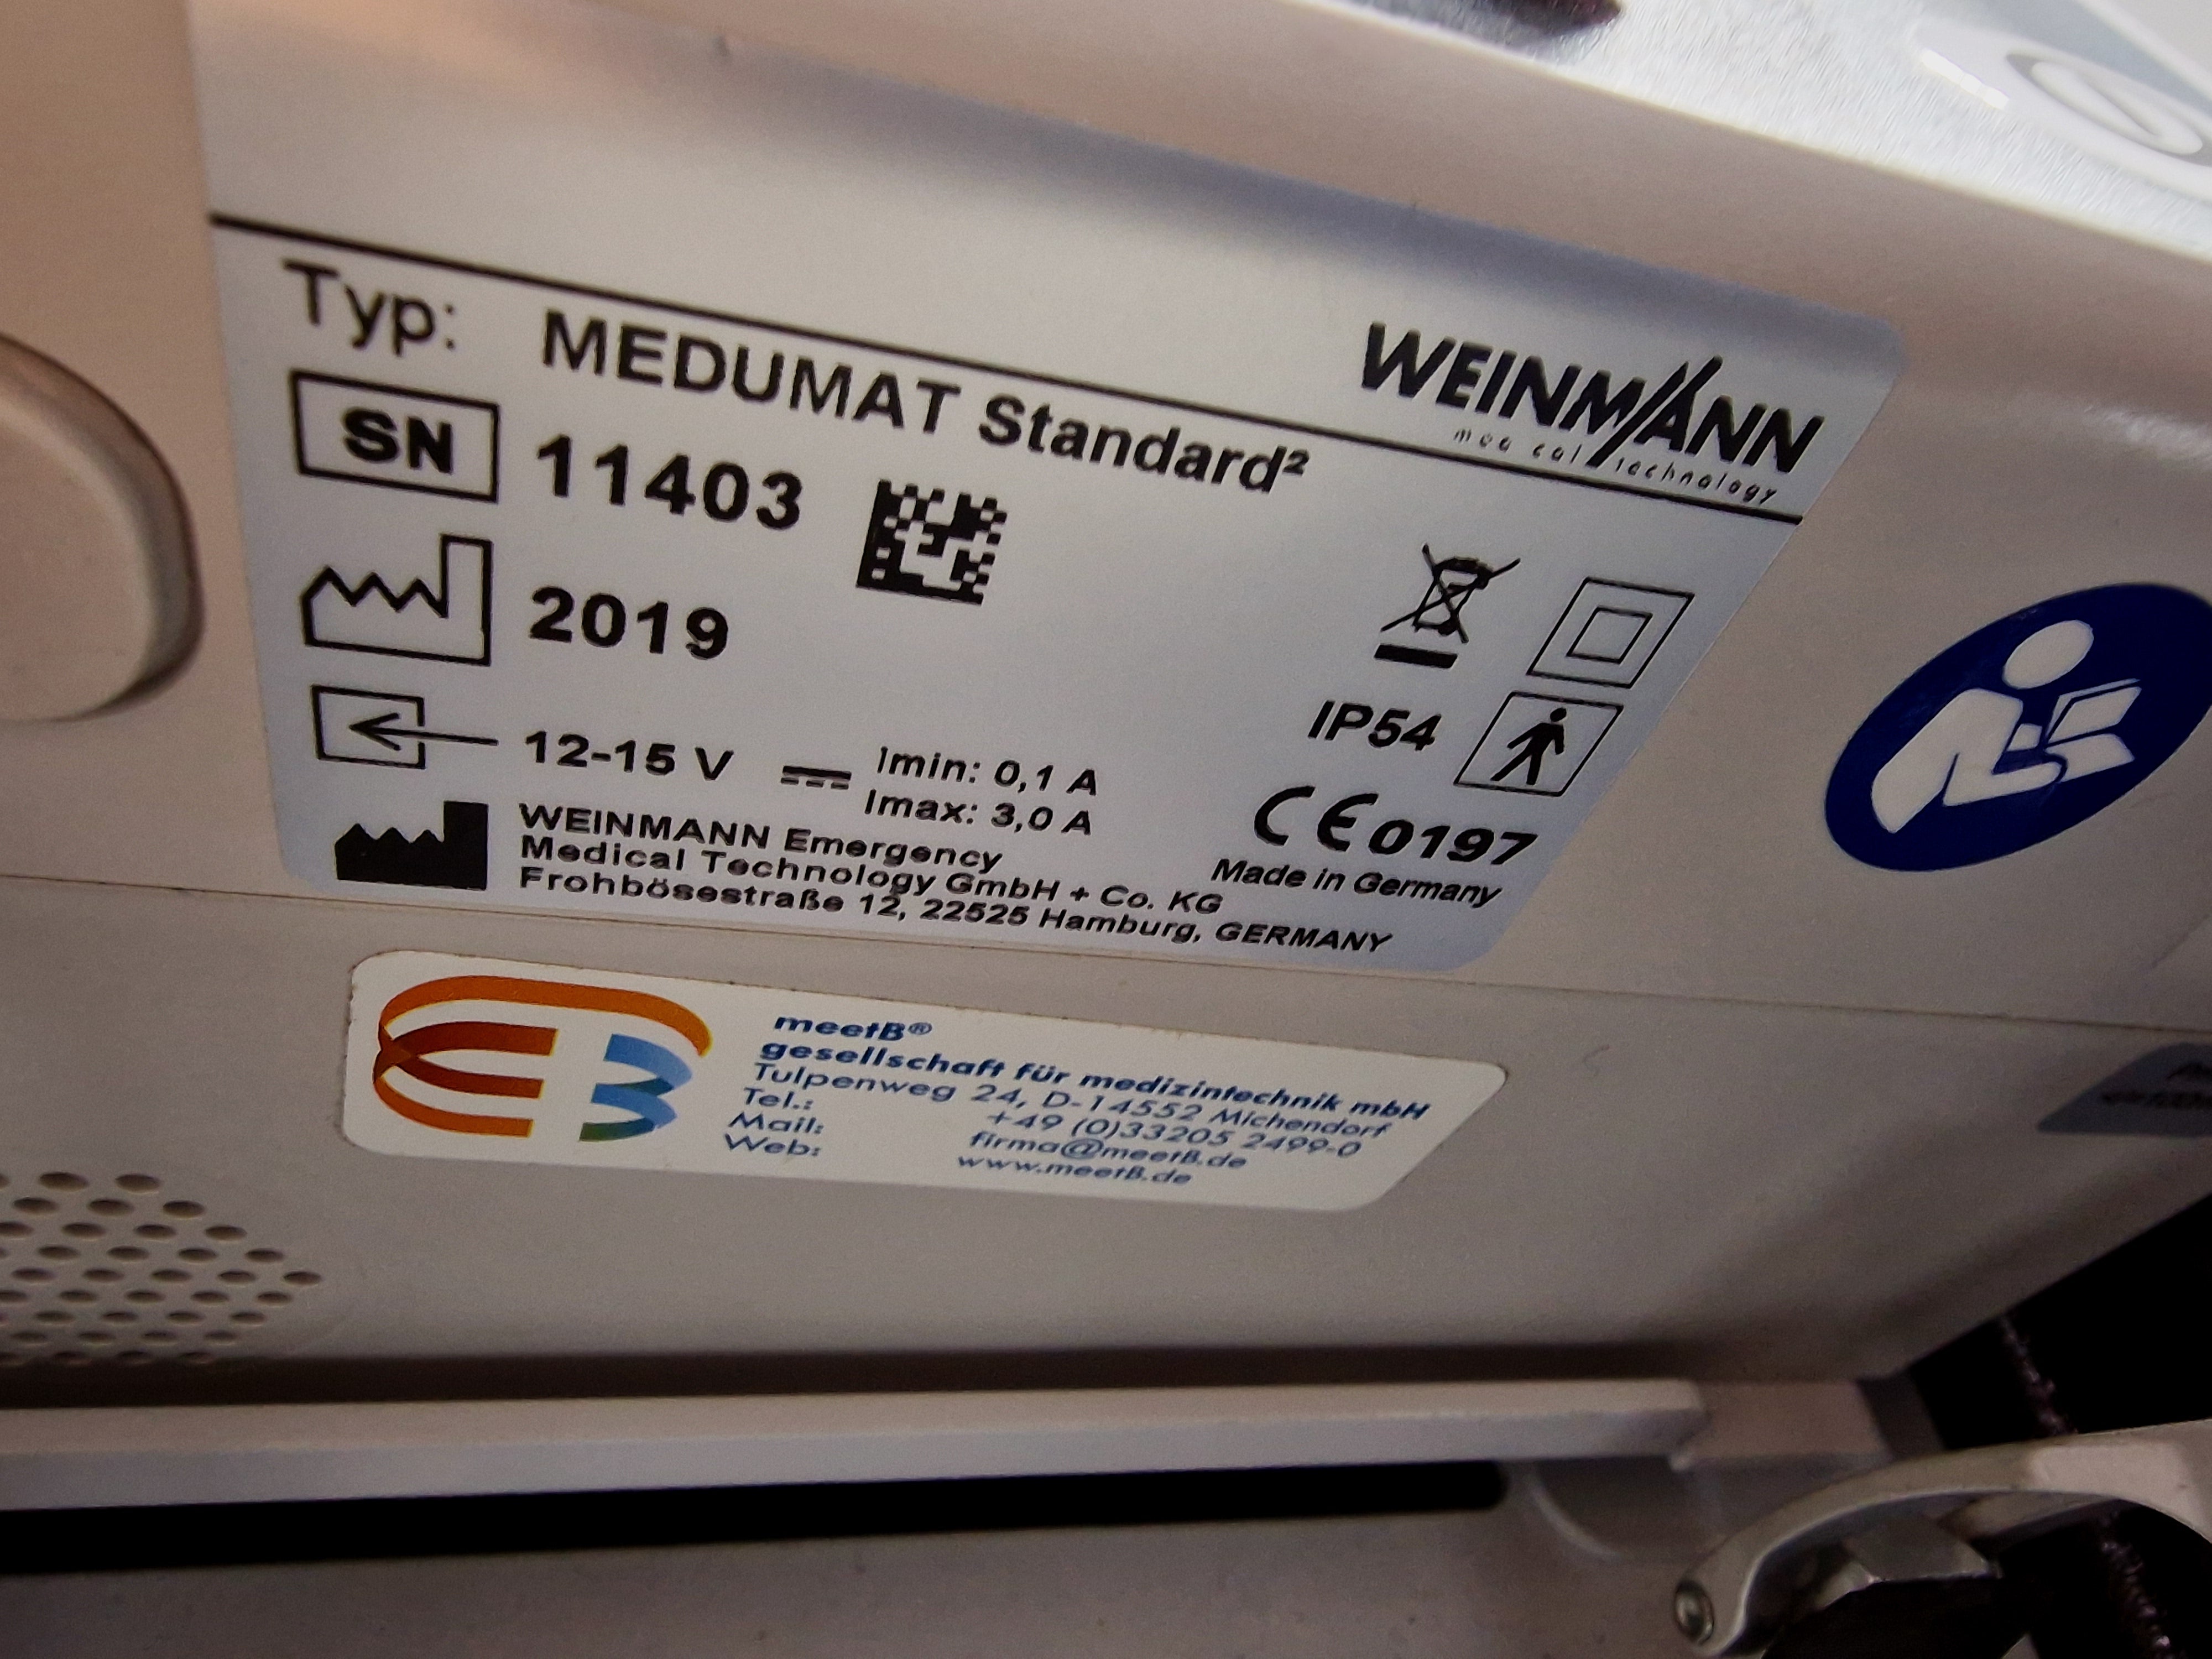 WEINMANN
medical technology
Typ: MEDUMAT Standard²
SN 11403
2019
12-15 V
Imin: 0,1 A
Imax: 3,0 A
IP54
CE0197
Made in Germany
WEINMANN Emergency
Medical Technology GmbH + Co. KG
Frohbösestraße 12, 22525 Hamburg, GERMANY
meetB®
gesellschaft für medizintechnik mbH
Tulpenweg 24, D-14552 Michendorf
Tel.: +49 (0)33205 2499-0
Mail: firma@meetB.de
Web: www.meetB.de